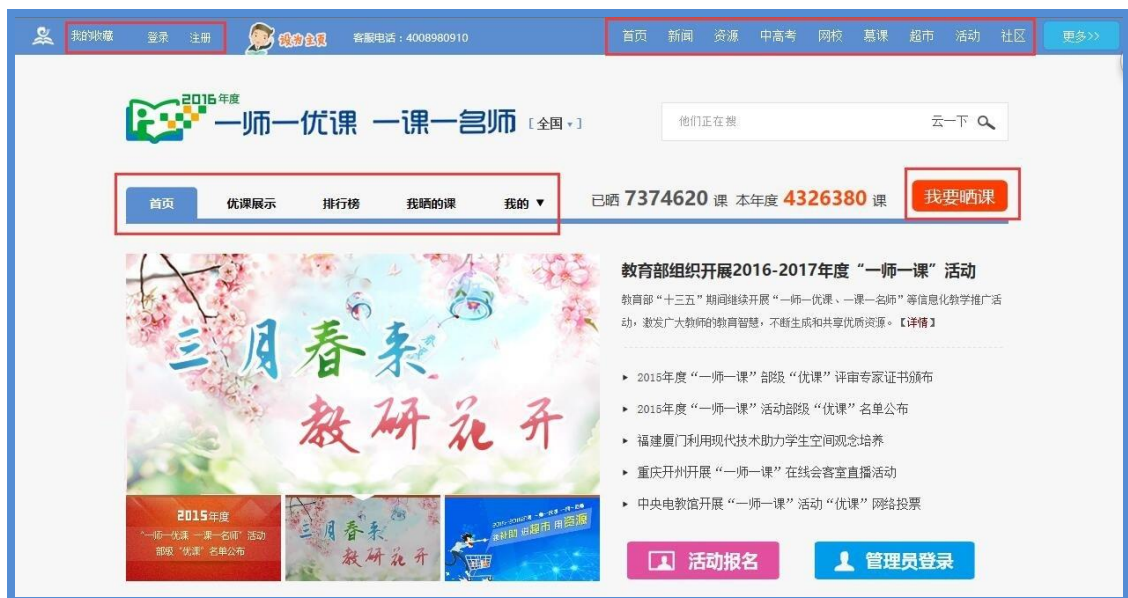 我的收藏 登录 注册 设为主页 客服电话：4008980910 首页 新闻 资源 中高考 网校 慕课 超市 活动 社区 更多>>
2016年度
一师一优课 一课一名师 [全国▾]
他们正在搜 云一下
首页 优课展示 排行榜 我晒的课 我的▼ 已晒 7374620 课 本年度 4326380 课 我要晒课
三月春来
教研花开
教育部组织开展2016-2017年度“一师一课”活动
教育部“十三五”期间继续开展“一师一优课、一课一名师”等信息化教学推广活
动，激发广大教师的教育智慧，不断生成和共享优质资源。【详情】
2015年度“一师一课”部级“优课”评审专家证书颁布
2015年度“一师一课”活动部级“优课”名单公布
福建厦门利用现代技术助力学生空间观念培养
重庆开州开展“一师一课”在线会客室直播活动
中央电教馆开展“一师一课”活动“优课”网络投票
2015年度
“一师一优课 一课一名师”活动
部级“优课”名单公布
三月春来
教研花开
进超市 用资源
活动报名 管理员登录